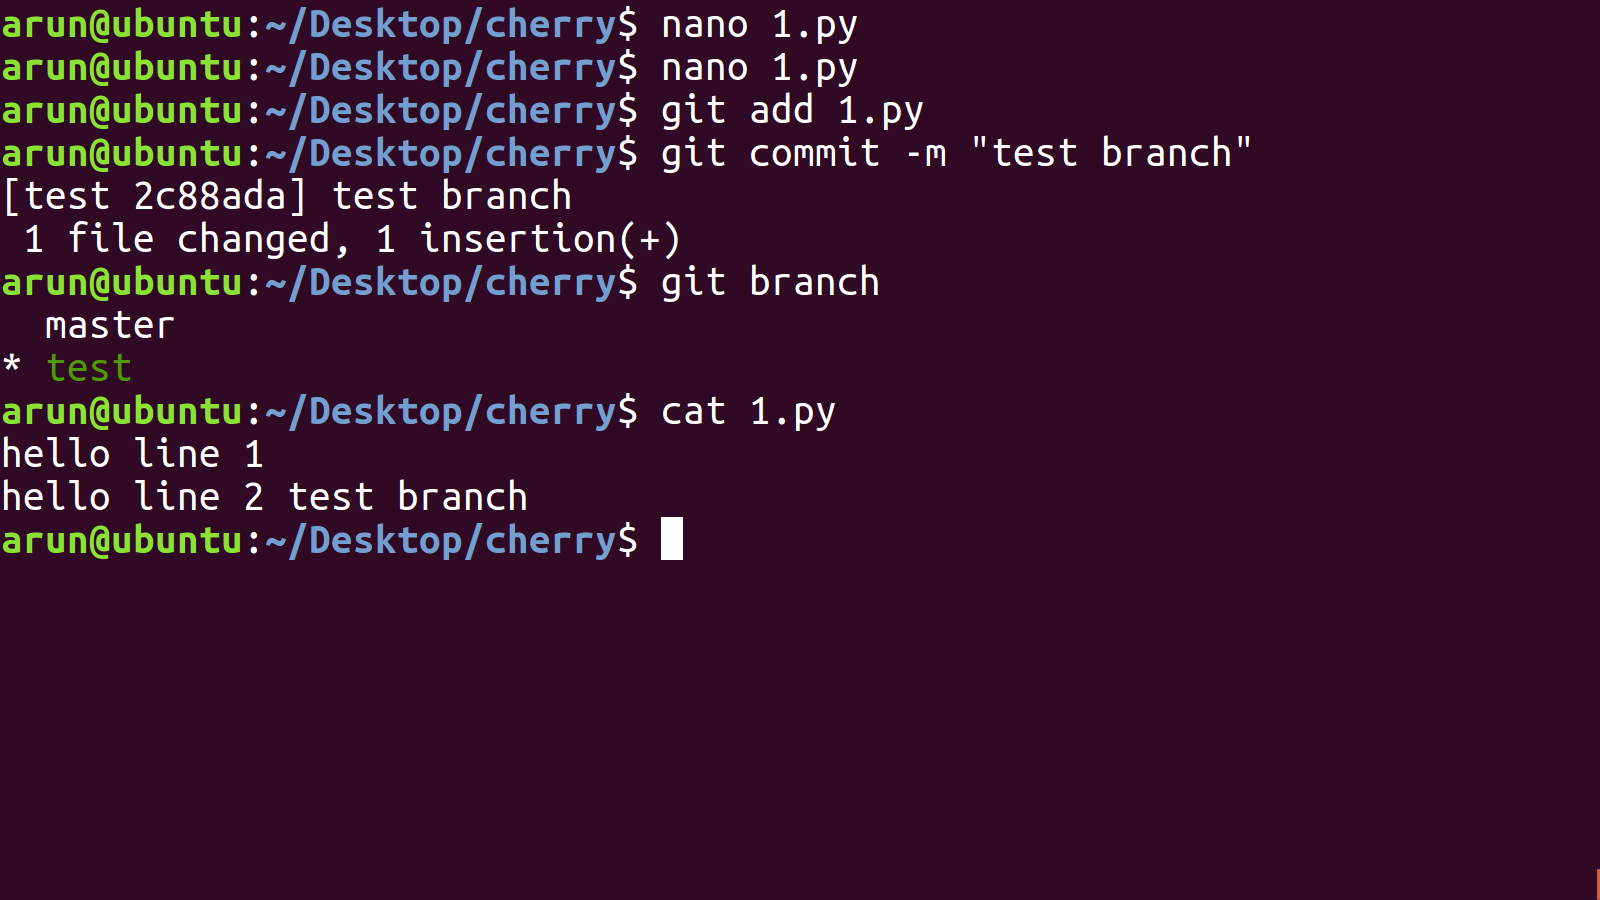 arun@ubuntu:~/Desktop/cherry$ nano 1.py
arun@ubuntu:~/Desktop/cherry$ nano 1.py
arun@ubuntu:~/Desktop/cherry$ git add 1.py
arun@ubuntu:~/Desktop/cherry$ git commit -m "test branch"
[test 2c88ada] test branch
 1 file changed, 1 insertion(+)
arun@ubuntu:~/Desktop/cherry$ git branch
  master
* test
arun@ubuntu:~/Desktop/cherry$ cat 1.py
hello line 1
hello line 2 test branch
arun@ubuntu:~/Desktop/cherry$